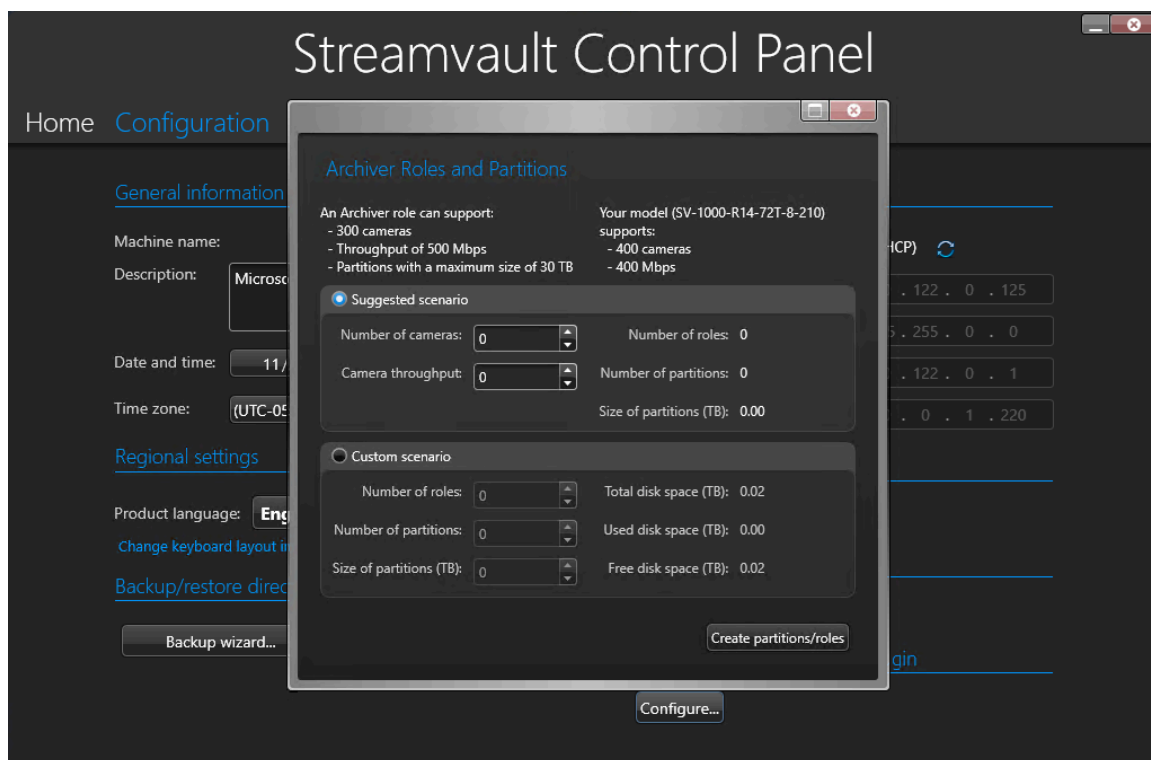 Streamvault Control Panel
Home Configuration
General information
Machine name:
Description:
Microso
Date and time:
11/
Time zone:
(UTC-05
Regional settings
Product language:
Eng
Change keyboard layout in
Backup/restore direc
Backup wizard...
Archiver Roles and Partitions
An Archiver role can support:
- 300 cameras
- Throughput of 500 Mbps
- Partitions with a maximum size of 30 TB
Your model (SV-1000-R14-72T-8-210)
supports:
- 400 cameras
- 400 Mbps
Suggested scenario
Number of cameras: 0
Number of roles: 0
Camera throughput: 0
Number of partitions: 0
Size of partitions (TB): 0.00
Custom scenario
Number of roles: 0
Total disk space (TB): 0.02
Number of partitions: 0
Used disk space (TB): 0.00
Size of partitions (TB): 0
Free disk space (TB): 0.02
Create partitions/roles
HCP)
. 122 . 0 . 125
. 255 . 0 . 0
. 122 . 0 . 1
. 0 . 1 . 220
gin
Configure...